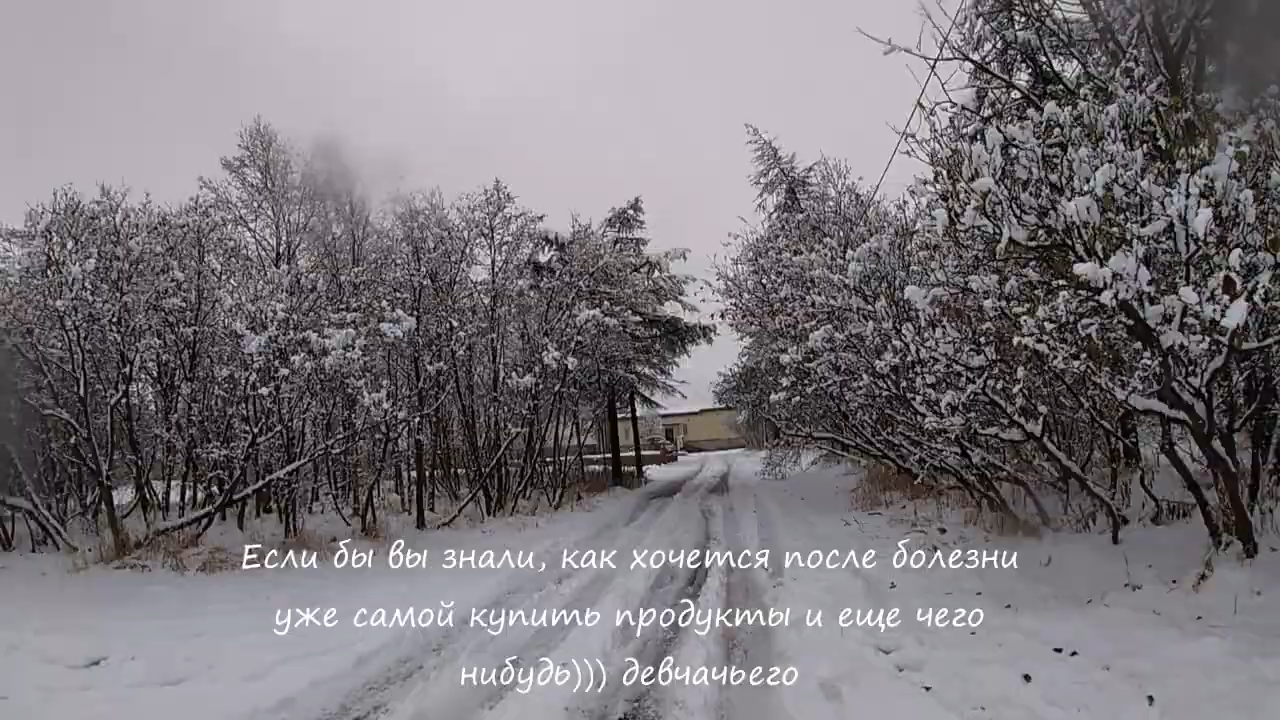 Если бы вы знали, как хочется после болезни
уже самой купить продукты и еще чего
нибудь))) девчачьего